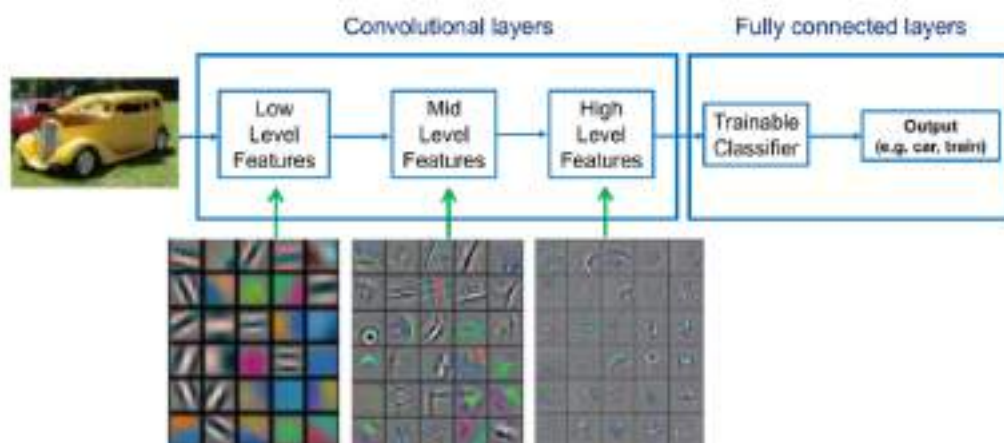 Convolutional layers
Fully connected layers
Low
Level
Features
Mid
Level
Features
High
Level
Features
Trainable
Classifier
Output
(e.g. car, train)